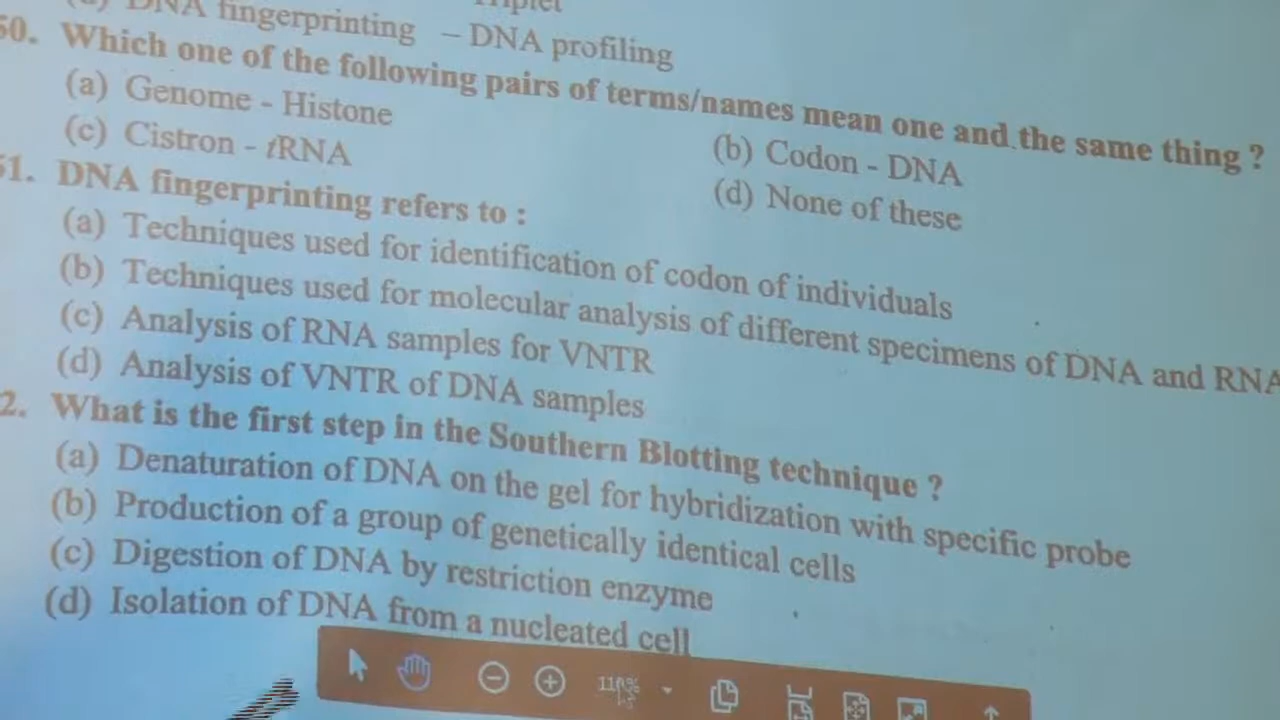 DNA fingerprinting – DNA profiling
50. Which one of the following pairs of terms/names mean one and the same thing ?
(a) Genome - Histone
(b) Codon - DNA
(c) Cistron - tRNA
(d) None of these
51. DNA fingerprinting refers to :
(a) Techniques used for identification of codon of individuals
(b) Techniques used for molecular analysis of different specimens of DNA and RNA
(c) Analysis of RNA samples for VNTR
(d) Analysis of VNTR of DNA samples
2. What is the first step in the Southern Blotting technique ?
(a) Denaturation of DNA on the gel for hybridization with specific probe
(b) Production of a group of genetically identical cells
(c) Digestion of DNA by restriction enzyme
(d) Isolation of DNA from a nucleated cell